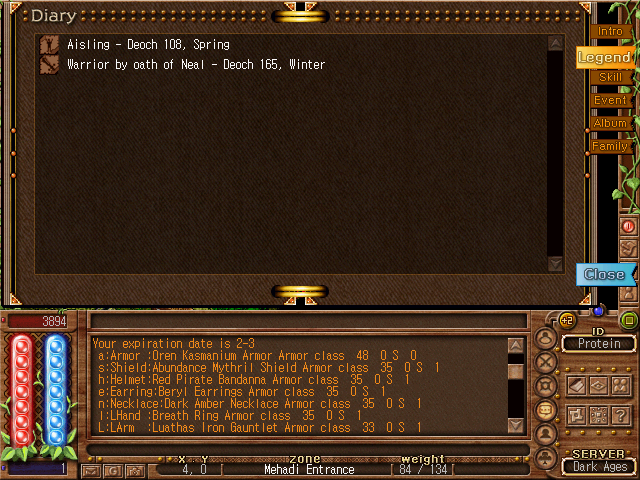 Diary
Aisling - Deoch 108, Spring
Warrior by oath of Neal - Deoch 165, Winter
Intro
Legend
Skill
Event
Album
Family
Close
3894
+2
ID
Protein
Your expiration date is 2-3
a:Armor :Oren Kasmanium Armor Armor class 48 0 S 0
s:Shield:Abundance Mythril Shield Armor class 35 0 S 1
h:Helmet:Red Pirate Bandanna Armor class 35 0 S 1
e:Earring:Beryl Earrings Armor class 35 0 S 1
n:Necklace:Dark Amber Necklace Armor class 35 0 S 1
l:LHand :Breath Ring Armor class 35 0 S 1
L:LArm :Luathas Iron Gauntlet Armor class 33 0 S 1
?
X, Y zone weight
1
G
4, 0 Mehadi Entrance 84 / 134
SERVER
Dark Ages